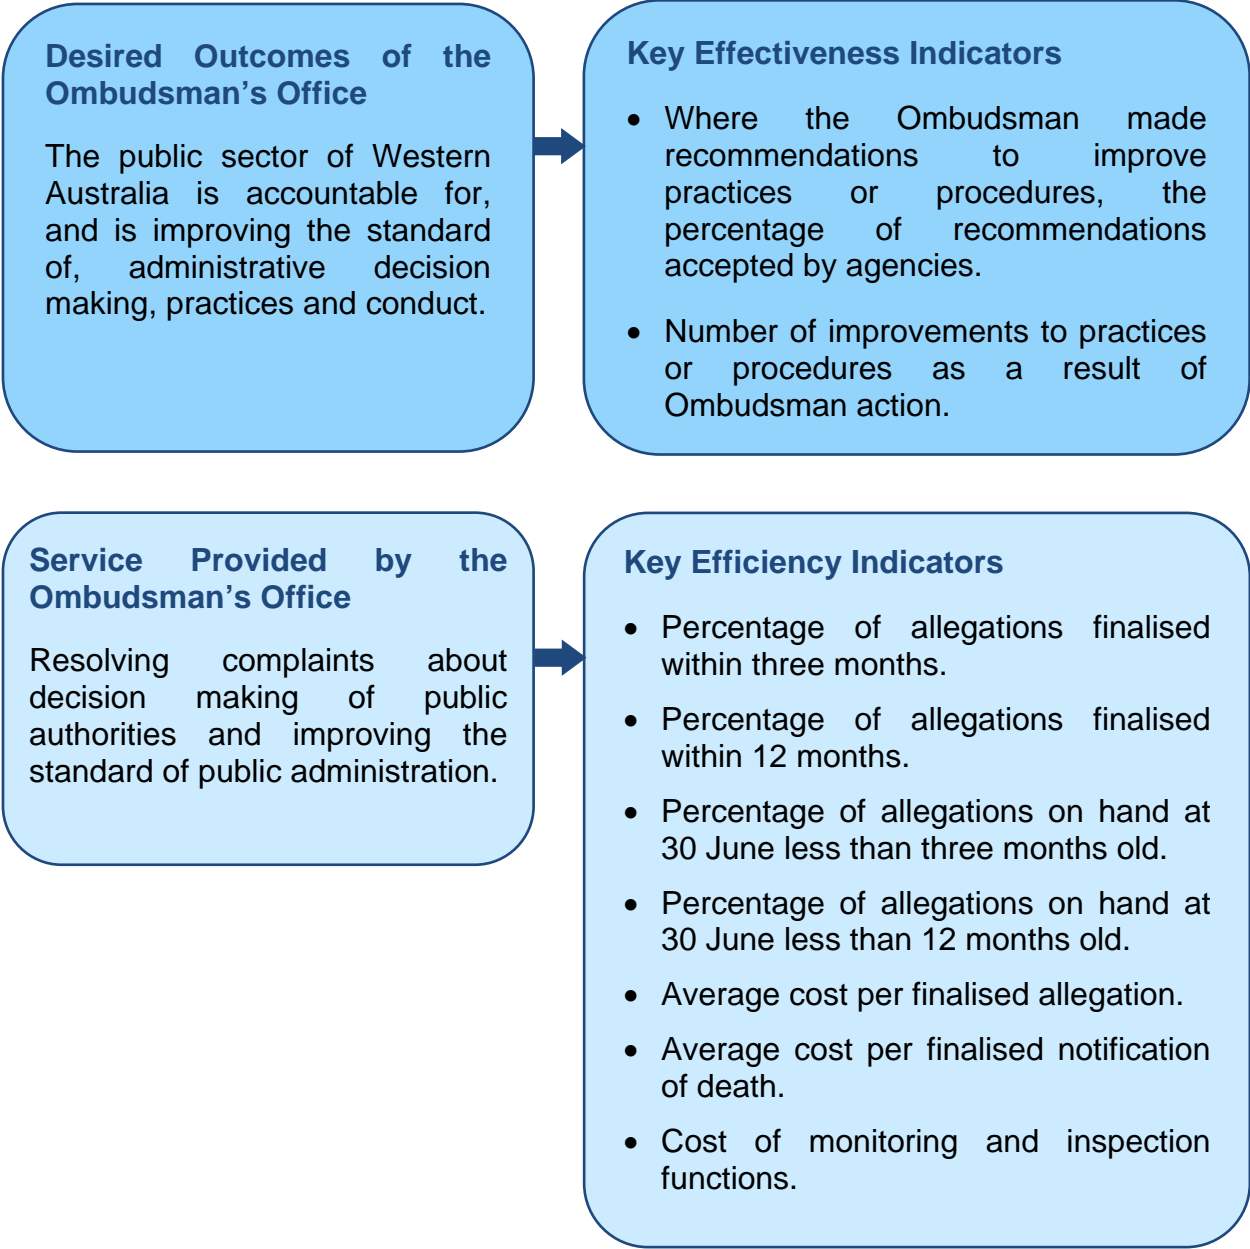 Desired Outcomes of the
Ombudsman’s Office
The public sector of Western
Australia is accountable for,
and is improving the standard
of, administrative decision
making, practices and conduct.
Key Effectiveness Indicators
• Where the Ombudsman made
recommendations to improve
practices or procedures, the
percentage of recommendations
accepted by agencies.
• Number of improvements to practices
or procedures as a result of
Ombudsman action.
Service Provided by the
Ombudsman’s Office
Resolving complaints about
decision making of public
authorities and improving the
standard of public administration.
Key Efficiency Indicators
• Percentage of allegations finalised
within three months.
• Percentage of allegations finalised
within 12 months.
• Percentage of allegations on hand at
30 June less than three months old.
• Percentage of allegations on hand at
30 June less than 12 months old.
• Average cost per finalised allegation.
• Average cost per finalised notification
of death.
• Cost of monitoring and inspection
functions.